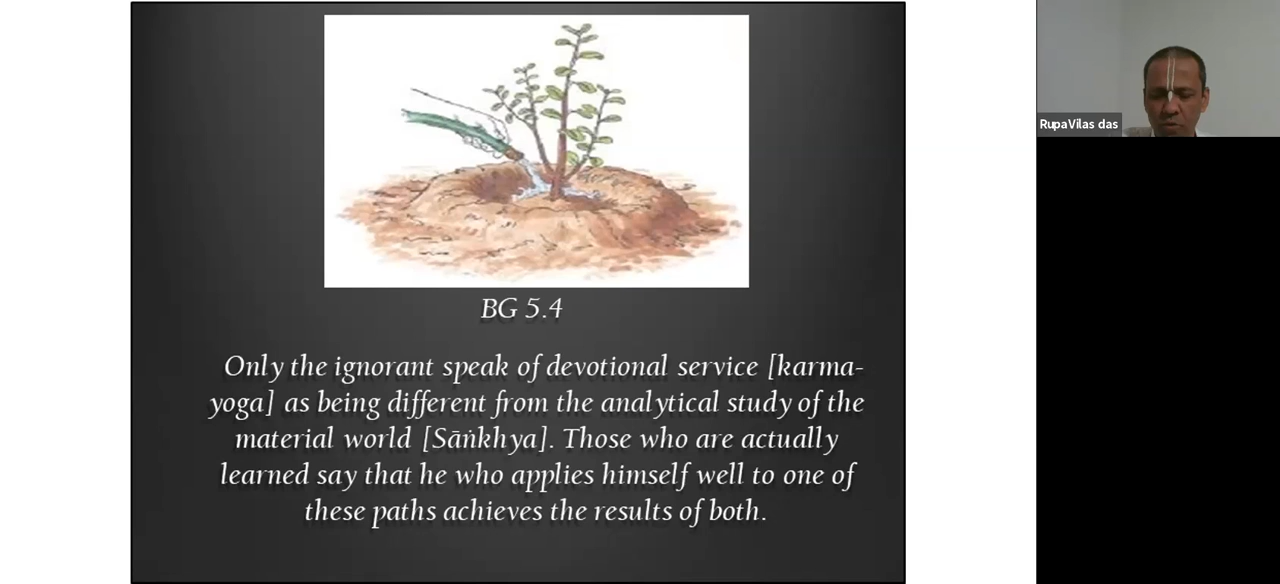 BG 5.4
Only the ignorant speak of devotional service [karma-
yoga] as being different from the analytical study of the
material world [Sāṅkhya]. Those who are actually
learned say that he who applies himself well to one of
these paths achieves the results of both.
RupaVilas das